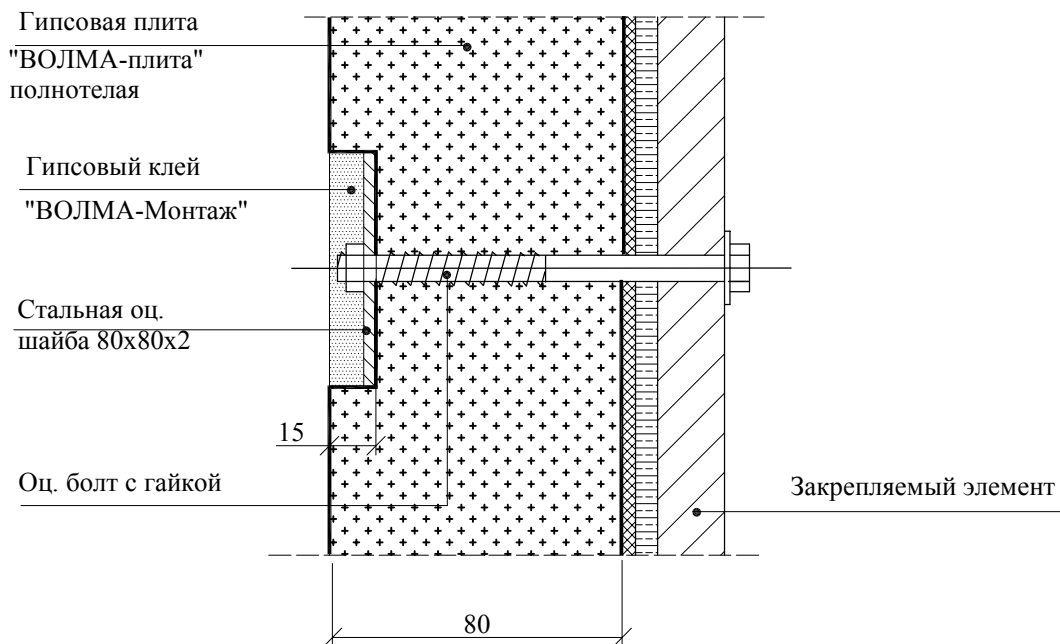 Гипсовая плита
"ВОЛМА-плита"
полнотелая
Гипсовый клей
"ВОЛМА-Монтаж"
Стальная оц.
шайба 80х80х2
15
Оц. болт с гайкой
Закрепляемый элемент
80